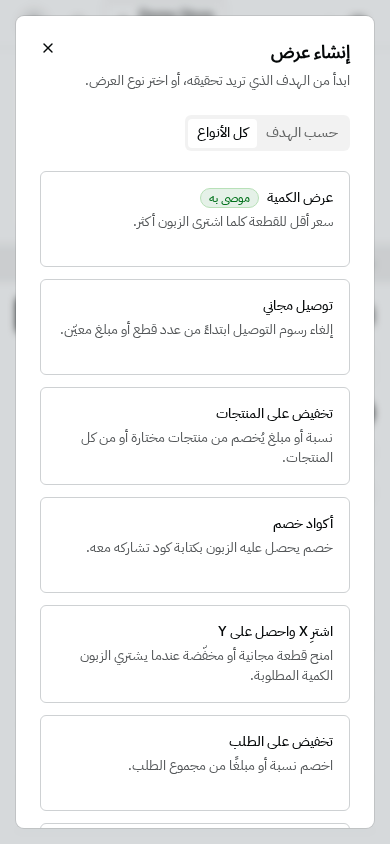 إنشاء عرض
ابدأ من الهدف الذي تريد تحقيقه، أو اختر نوع العرض.
حسب الهدف
كل الأنواع
عرض الكمية
موصى به
سعر أقل للقطعة كلما اشترى الزبون أكثر.
توصيل مجاني
إلغاء رسوم التوصيل ابتداءً من عدد قطع أو مبلغ معيّن.
تخفيض على المنتجات
نسبة أو مبلغ يُخصم من منتجات مختارة أو من كل
المنتجات.
أكواد خصم
خصم يحصل عليه الزبون بكتابة كود تشاركه معه.
اشترِ X واحصل على Y
امنح قطعة مجانية أو مخفّضة عندما يشتري الزبون
الكمية المطلوبة.
تخفيض على الطلب
اخصم نسبة أو مبلغًا من مجموع الطلب.